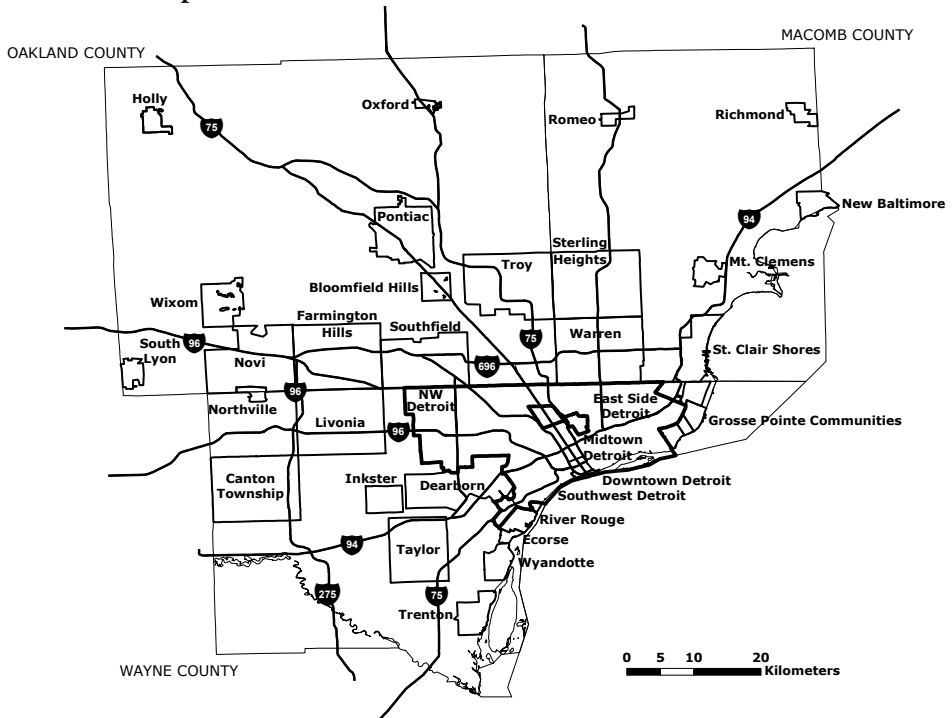 MACOMB COUNTY
OAKLAND COUNTY
Holly
Oxford
Romeo
Richmond
75
New Baltimore
94
Pontiac
Sterling
Heights
Troy
Mt. Clemens
Bloomfield Hills
Wixom
Farmington
Hills
Southfield
Warren
75
96
South
Lyon
St. Clair Shores
Novi
696
96
NW
Detroit
East Side
Detroit
Northville
Livonia
96
Grosse Pointe Communities
Midtown
Detroit
Canton
Township
Inkster
Dearborn
Downtown Detroit
Southwest Detroit
River Rouge
Ecorse
94
Taylor
Wyandotte
275
75
Trenton
WAYNE COUNTY
0 5 10 20
Kilometers